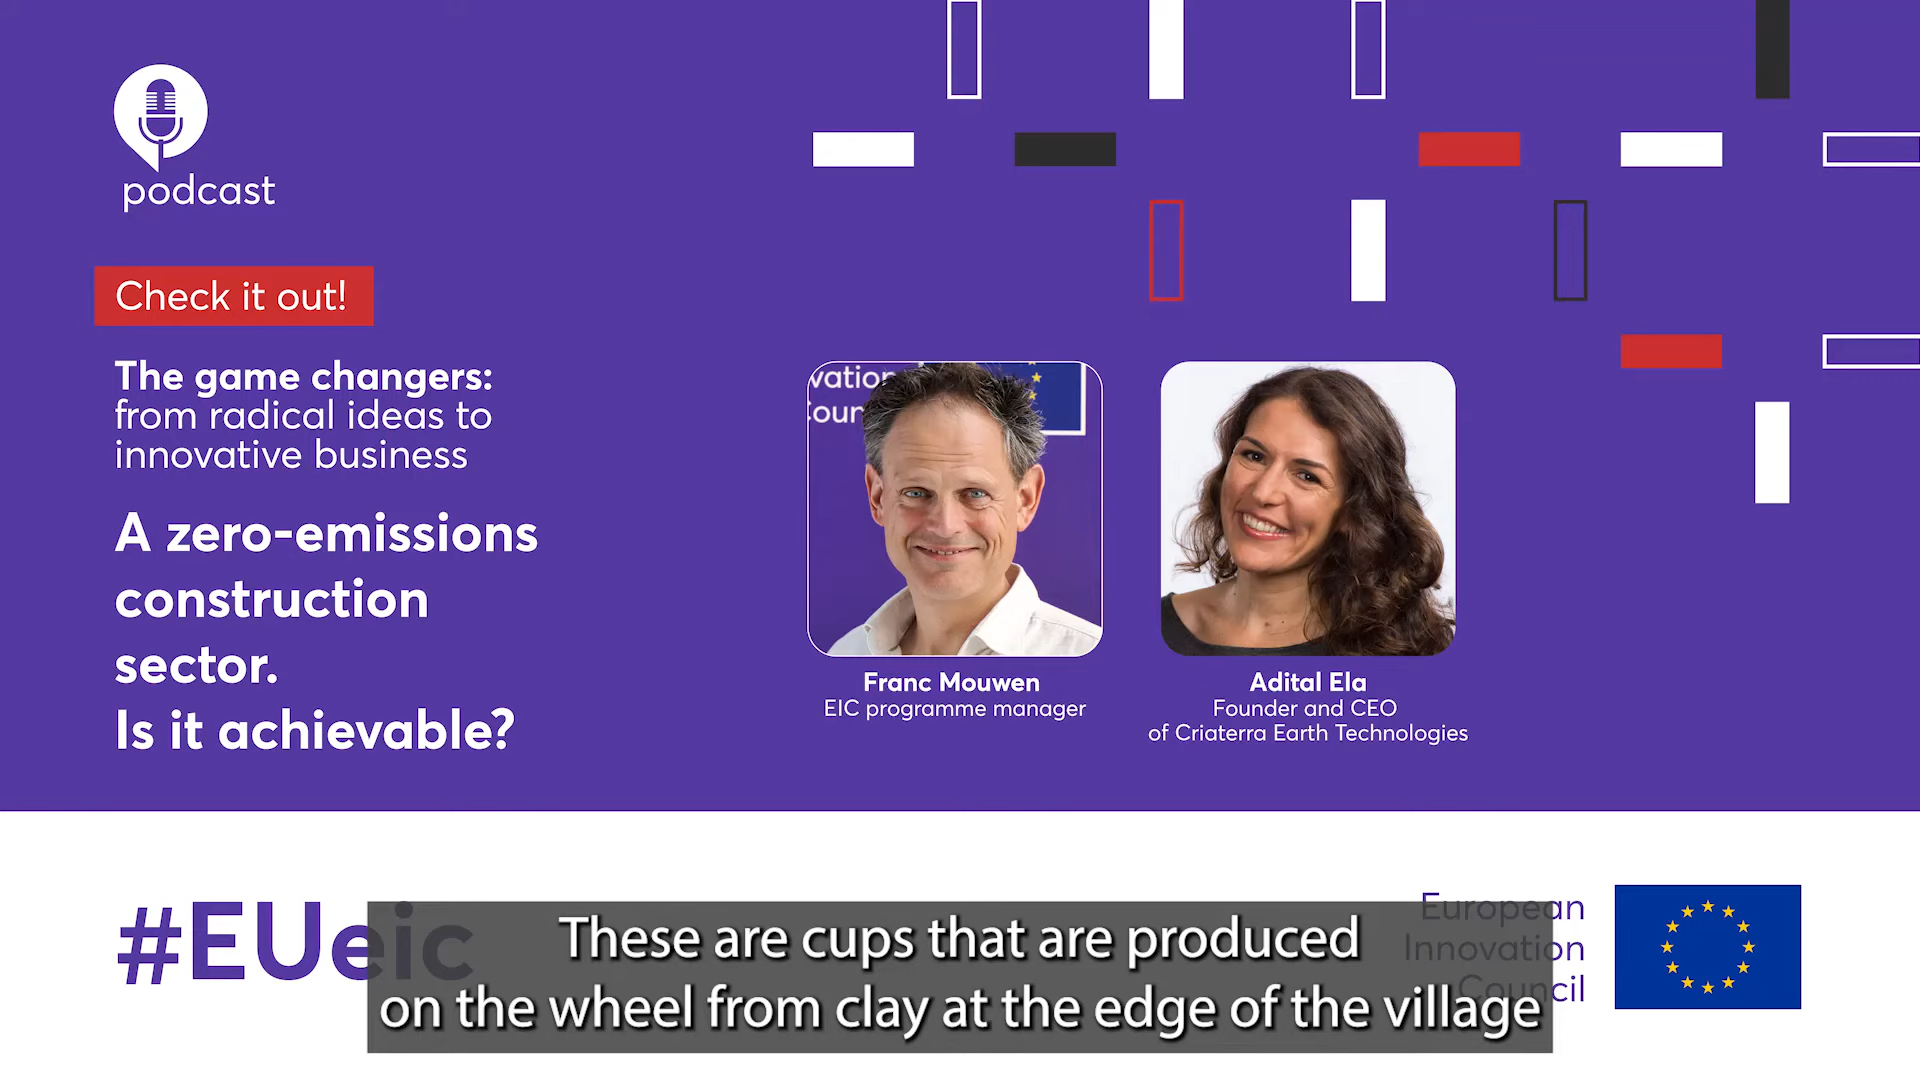 podcast
Check it out!
The game changers:
from radical ideas to
innovative business
A zero-emissions
construction
sector.
Is it achievable?
vation
Coun
Franc Mouwen
EIC programme manager
Adital Ela
Founder and CEO
of Criaterra Earth Technologies
#EUeic
European
Innovation
Council
These are cups that are produced
on the wheel from clay at the edge of the village